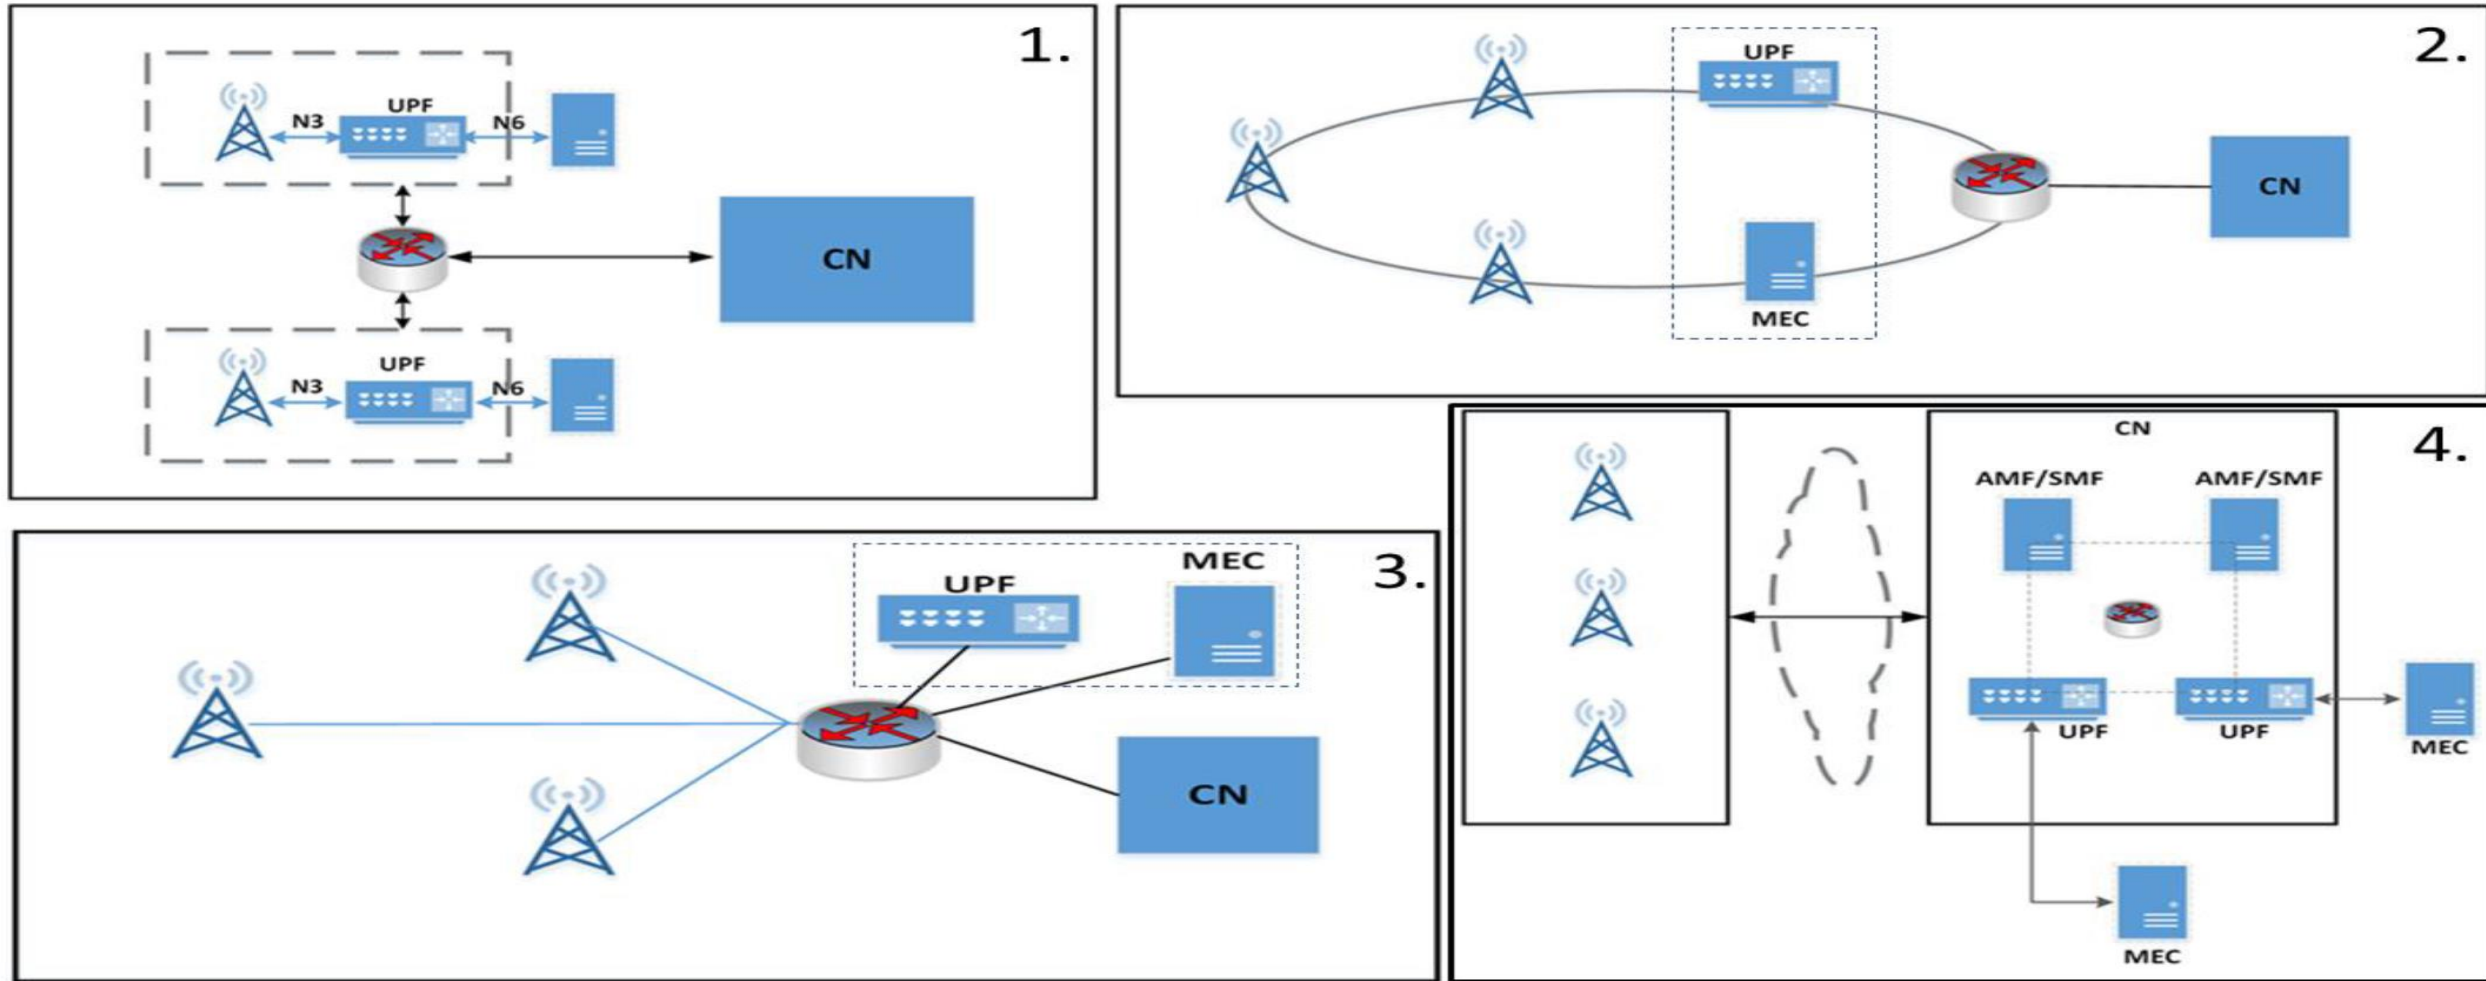 1.
UPF
N3
N6
CN
UPF
N3
N6
2.
UPF
CN
MEC
3.
MEC
UPF
CN
4.
CN
AMF/SMF
AMF/SMF
UPF
UPF
MEC
MEC